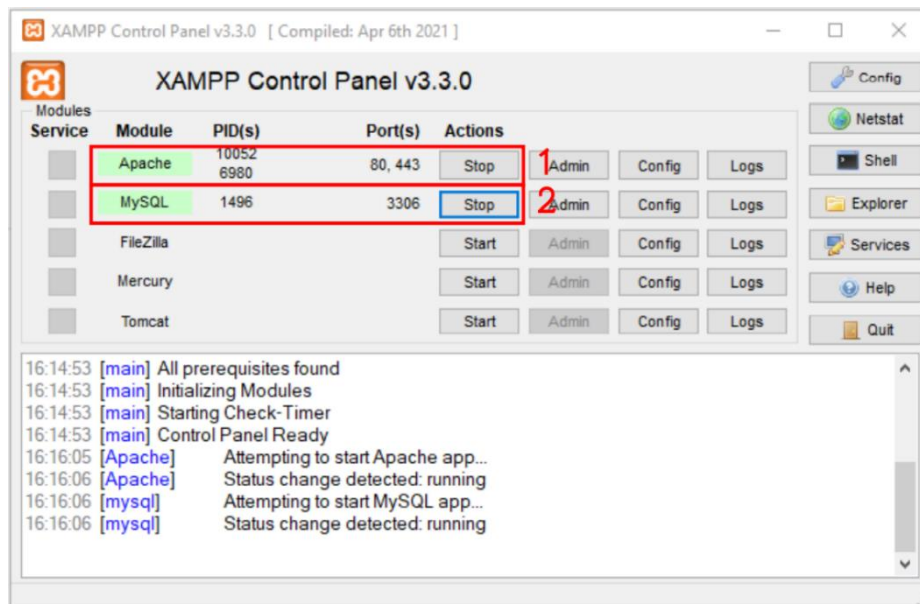 XAMPP Control Panel v3.3.0 [ Compiled: Apr 6th 2021 ]
XAMPP Control Panel v3.3.0
Config
Modules
Service Module PID(s) Port(s) Actions
Netstat
Apache 10052 6980 80, 443 Stop 1 Admin Config Logs
Shell
MySQL 1496 3306 Stop 2 Admin Config Logs
Explorer
FileZilla Start Admin Config Logs
Services
Mercury Start Admin Config Logs
Help
Tomcat Start Admin Config Logs
Quit
16:14:53 [main] All prerequisites found
16:14:53 [main] Initializing Modules
16:14:53 [main] Starting Check-Timer
16:14:53 [main] Control Panel Ready
16:16:05 [Apache] Attempting to start Apache app...
16:16:06 [Apache] Status change detected: running
16:16:06 [mysql] Attempting to start MySQL app...
16:16:06 [mysql] Status change detected: running